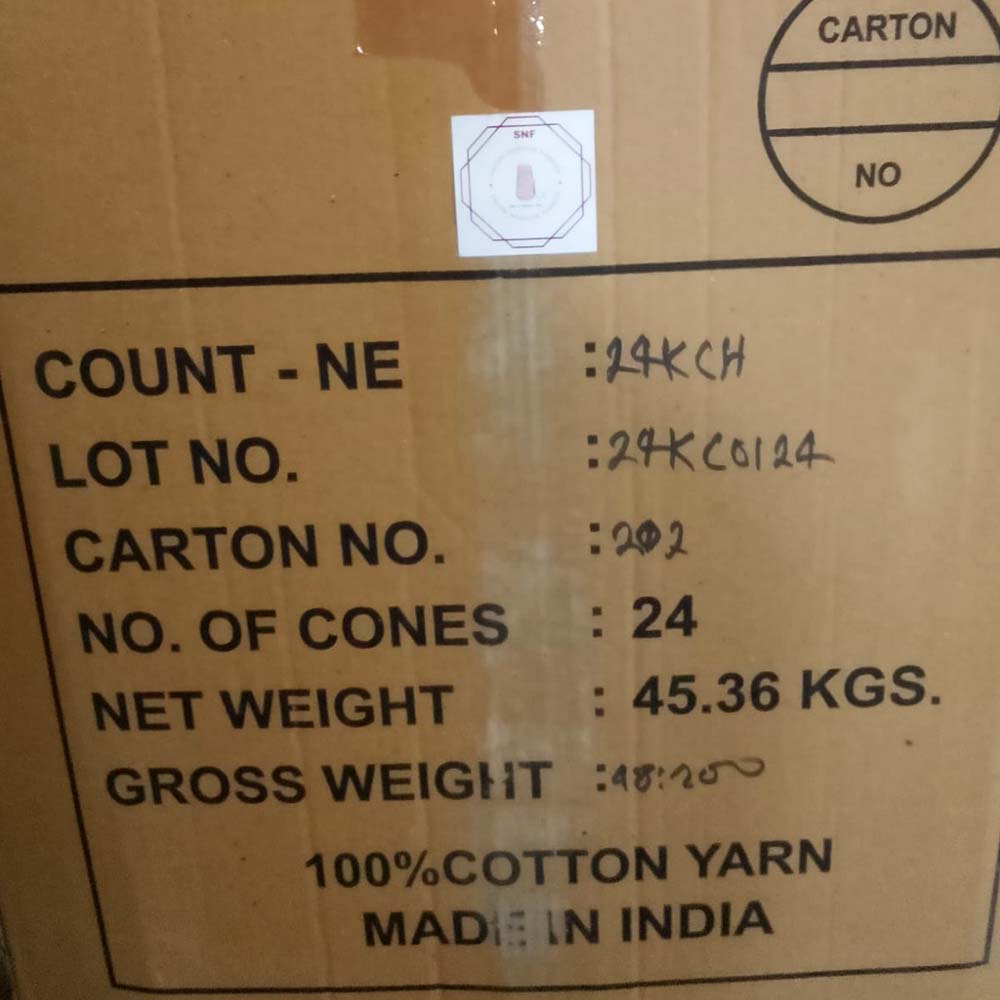 CARTON
NO
SNF
COUNT - NE : 24KCH
LOT NO. : 24KC0124
CARTON NO. : 202
NO. OF CONES : 24
NET WEIGHT : 45.36 KGS.
GROSS WEIGHT : 48:200
100%COTTON YARN
MADE IN INDIA